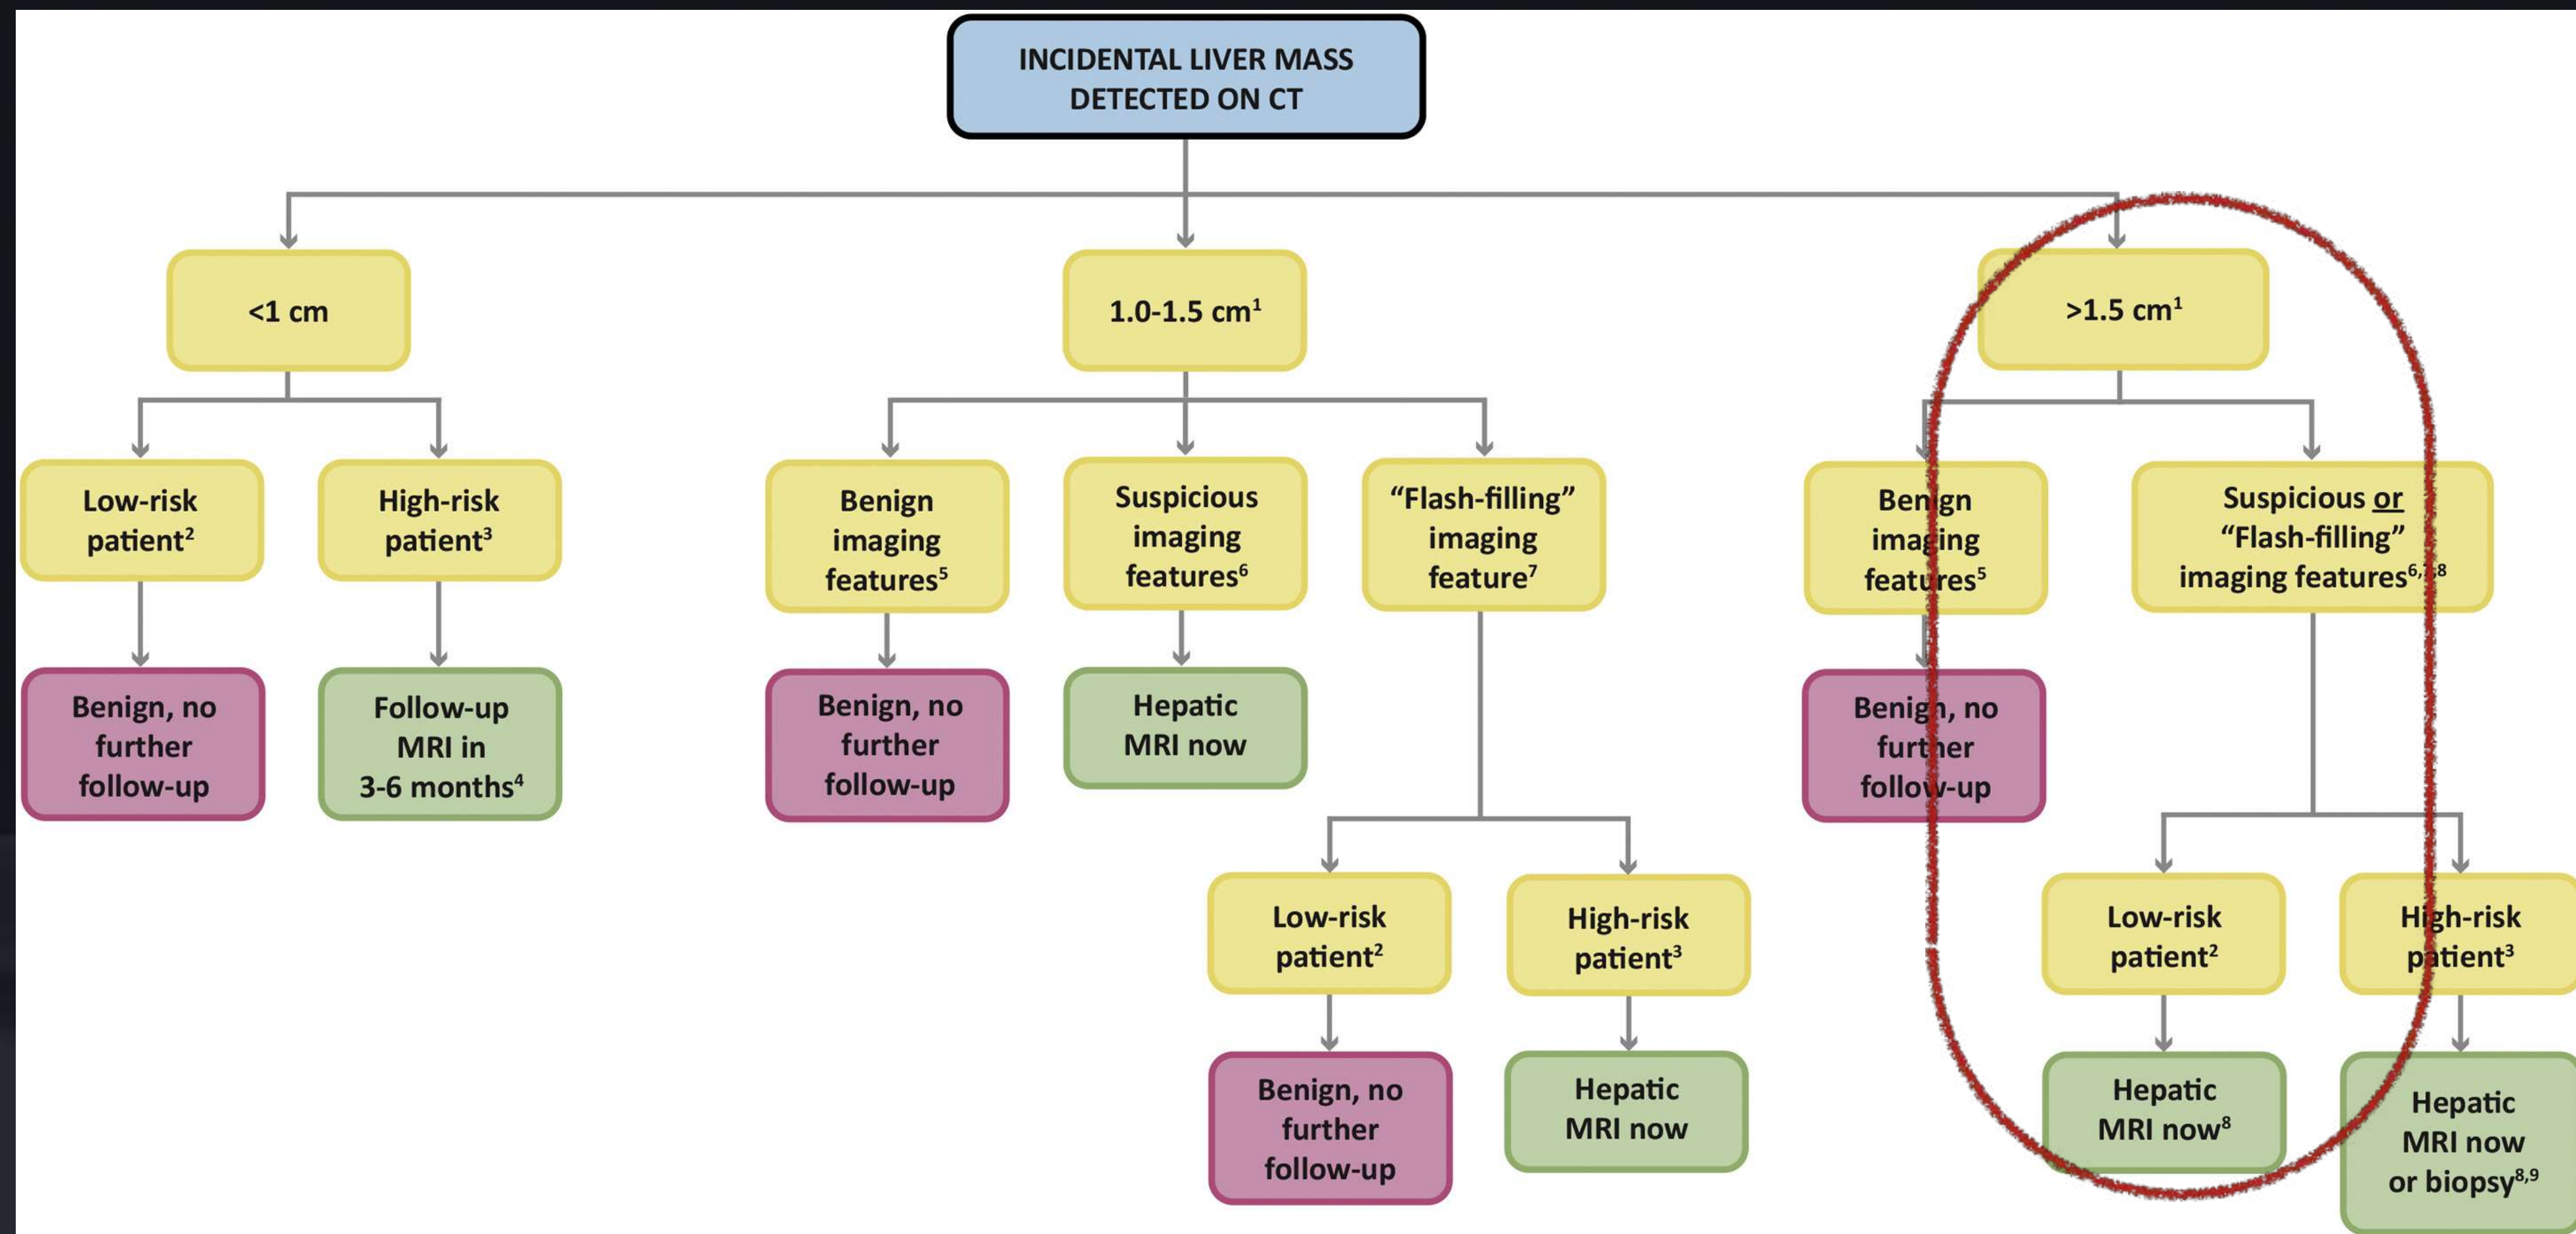 INCIDENTAL LIVER MASS
DETECTED ON CT
<1 cm
1.0-1.5 cm¹
>1.5 cm¹
Low-risk
patient²
High-risk
patient³
Benign
imaging
features⁵
Suspicious
imaging
features⁶
“Flash-filling”
imaging
feature⁷
Benign
imaging
features⁵
Suspicious or
“Flash-filling”
imaging features⁶,⁷,⁸
Benign, no
further
follow-up
Follow-up
MRI in
3-6 months⁴
Benign, no
further
follow-up
Hepatic
MRI now
Benign, no
further
follow-up
Low-risk
patient²
High-risk
patient³
Low-risk
patient²
High-risk
patient³
Benign, no
further
follow-up
Hepatic
MRI now
Hepatic
MRI now⁸
Hepatic
MRI now
or biopsy⁸,⁹